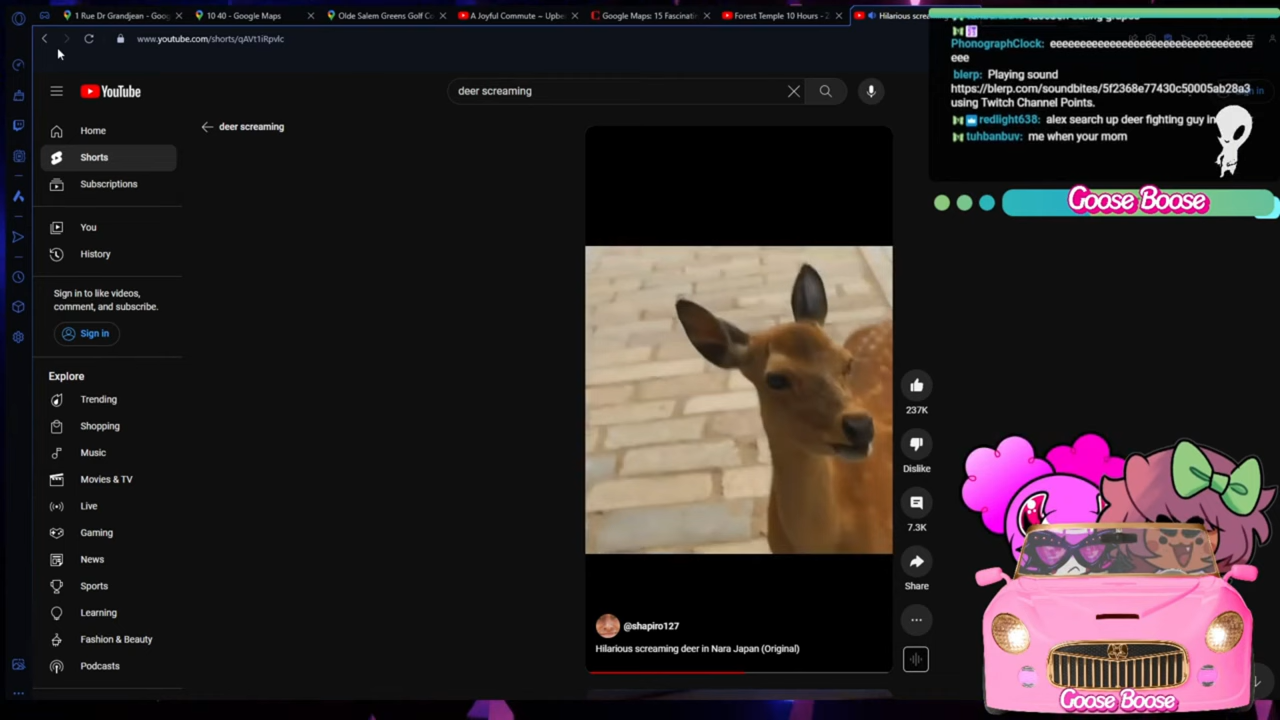 1 Rue Dr Grandjean - Goog
10 40 - Google Maps
Olde Salem Greens Golf Co
A Joyful Commute ~ Upbe
Google Maps: 15 Fascinati
Forest Temple 10 Hours - Z
Hilarious scree
www.youtube.com/shorts/qAVt1iRpvIc
YouTube
deer screaming
Home
Shorts
Subscriptions
You
History
Sign in to like videos,
comment, and subscribe.
Sign in
Explore
Trending
Shopping
Music
Movies & TV
Live
Gaming
News
Sports
Learning
Fashion & Beauty
Podcasts
deer screaming
237K
Dislike
7.3K
Share
@shapiro127
Hilarious screaming deer in Nara Japan (Original)
PhonographClock: eeeeeeeeeeeeeeeeeeeeeeeeeeeeeeeeeee
eee
blerp: Playing sound
https://blerp.com/soundbites/5f2368e77430c50005ab28a3
using Twitch Channel Points.
redlight638: alex search up deer fighting guy in
tuhbanbuv: me when your mom
Goose Boose
Goose Boose